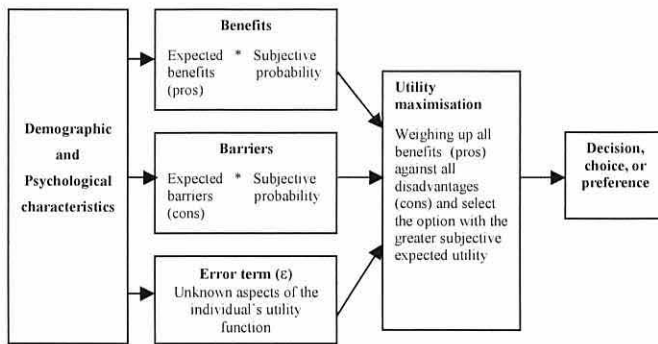 Demographic
and
Psychological
characteristics
Benefits
Expected * Subjective
benefits probability
(pros)
Barriers
Expected * Subjective
barriers probability
(cons)
Error term (ε)
Unknown aspects of the
individual's utility
function
Utility
maximisation
Weighing up all
benefits (pros)
against all
disadvantages
(cons) and select
the option with the
greater subjective
expected utility
Decision,
choice, or
preference